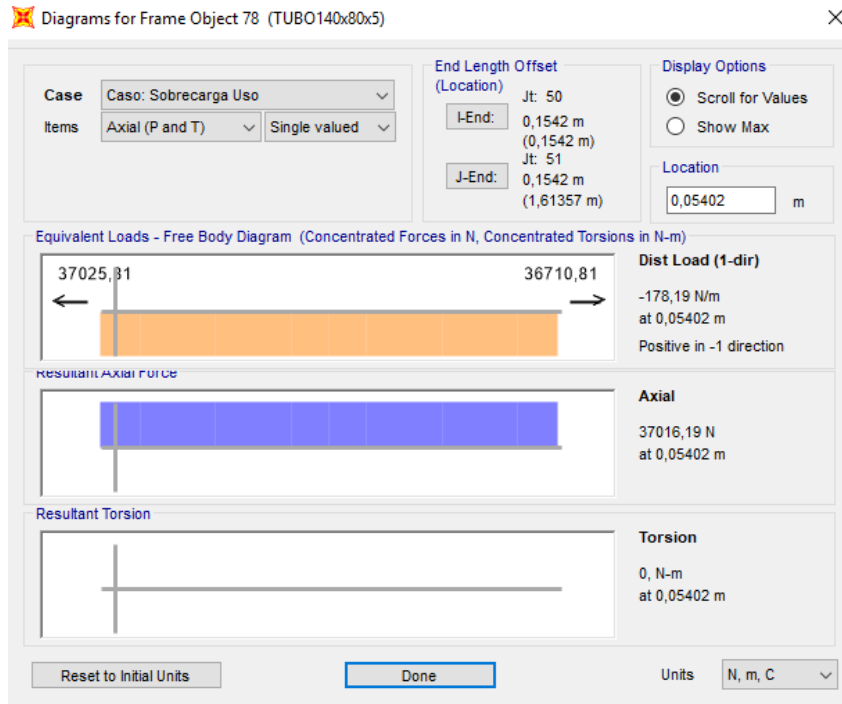 Diagrams for Frame Object 78 (TUBO140x80x5)
Case
Caso: Sobrecarga Uso
Items
Axial (P and T)
Single valued
End Length Offset
(Location)
Jt: 50
I-End:
0,1542 m
(0,1542 m)
Jt: 51
J-End:
0,1542 m
(1,61357 m)
Display Options
Scroll for Values
Show Max
Location
0,05402
m
Equivalent Loads - Free Body Diagram (Concentrated Forces in N, Concentrated Torsions in N-m)
37025,81
36710,81
Dist Load (1-dir)
-178,19 N/m
at 0,05402 m
Positive in -1 direction
Resultant Axial Force
Axial
37016,19 N
at 0,05402 m
Resultant Torsion
Torsion
0, N-m
at 0,05402 m
Reset to Initial Units
Done
Units
N, m, C